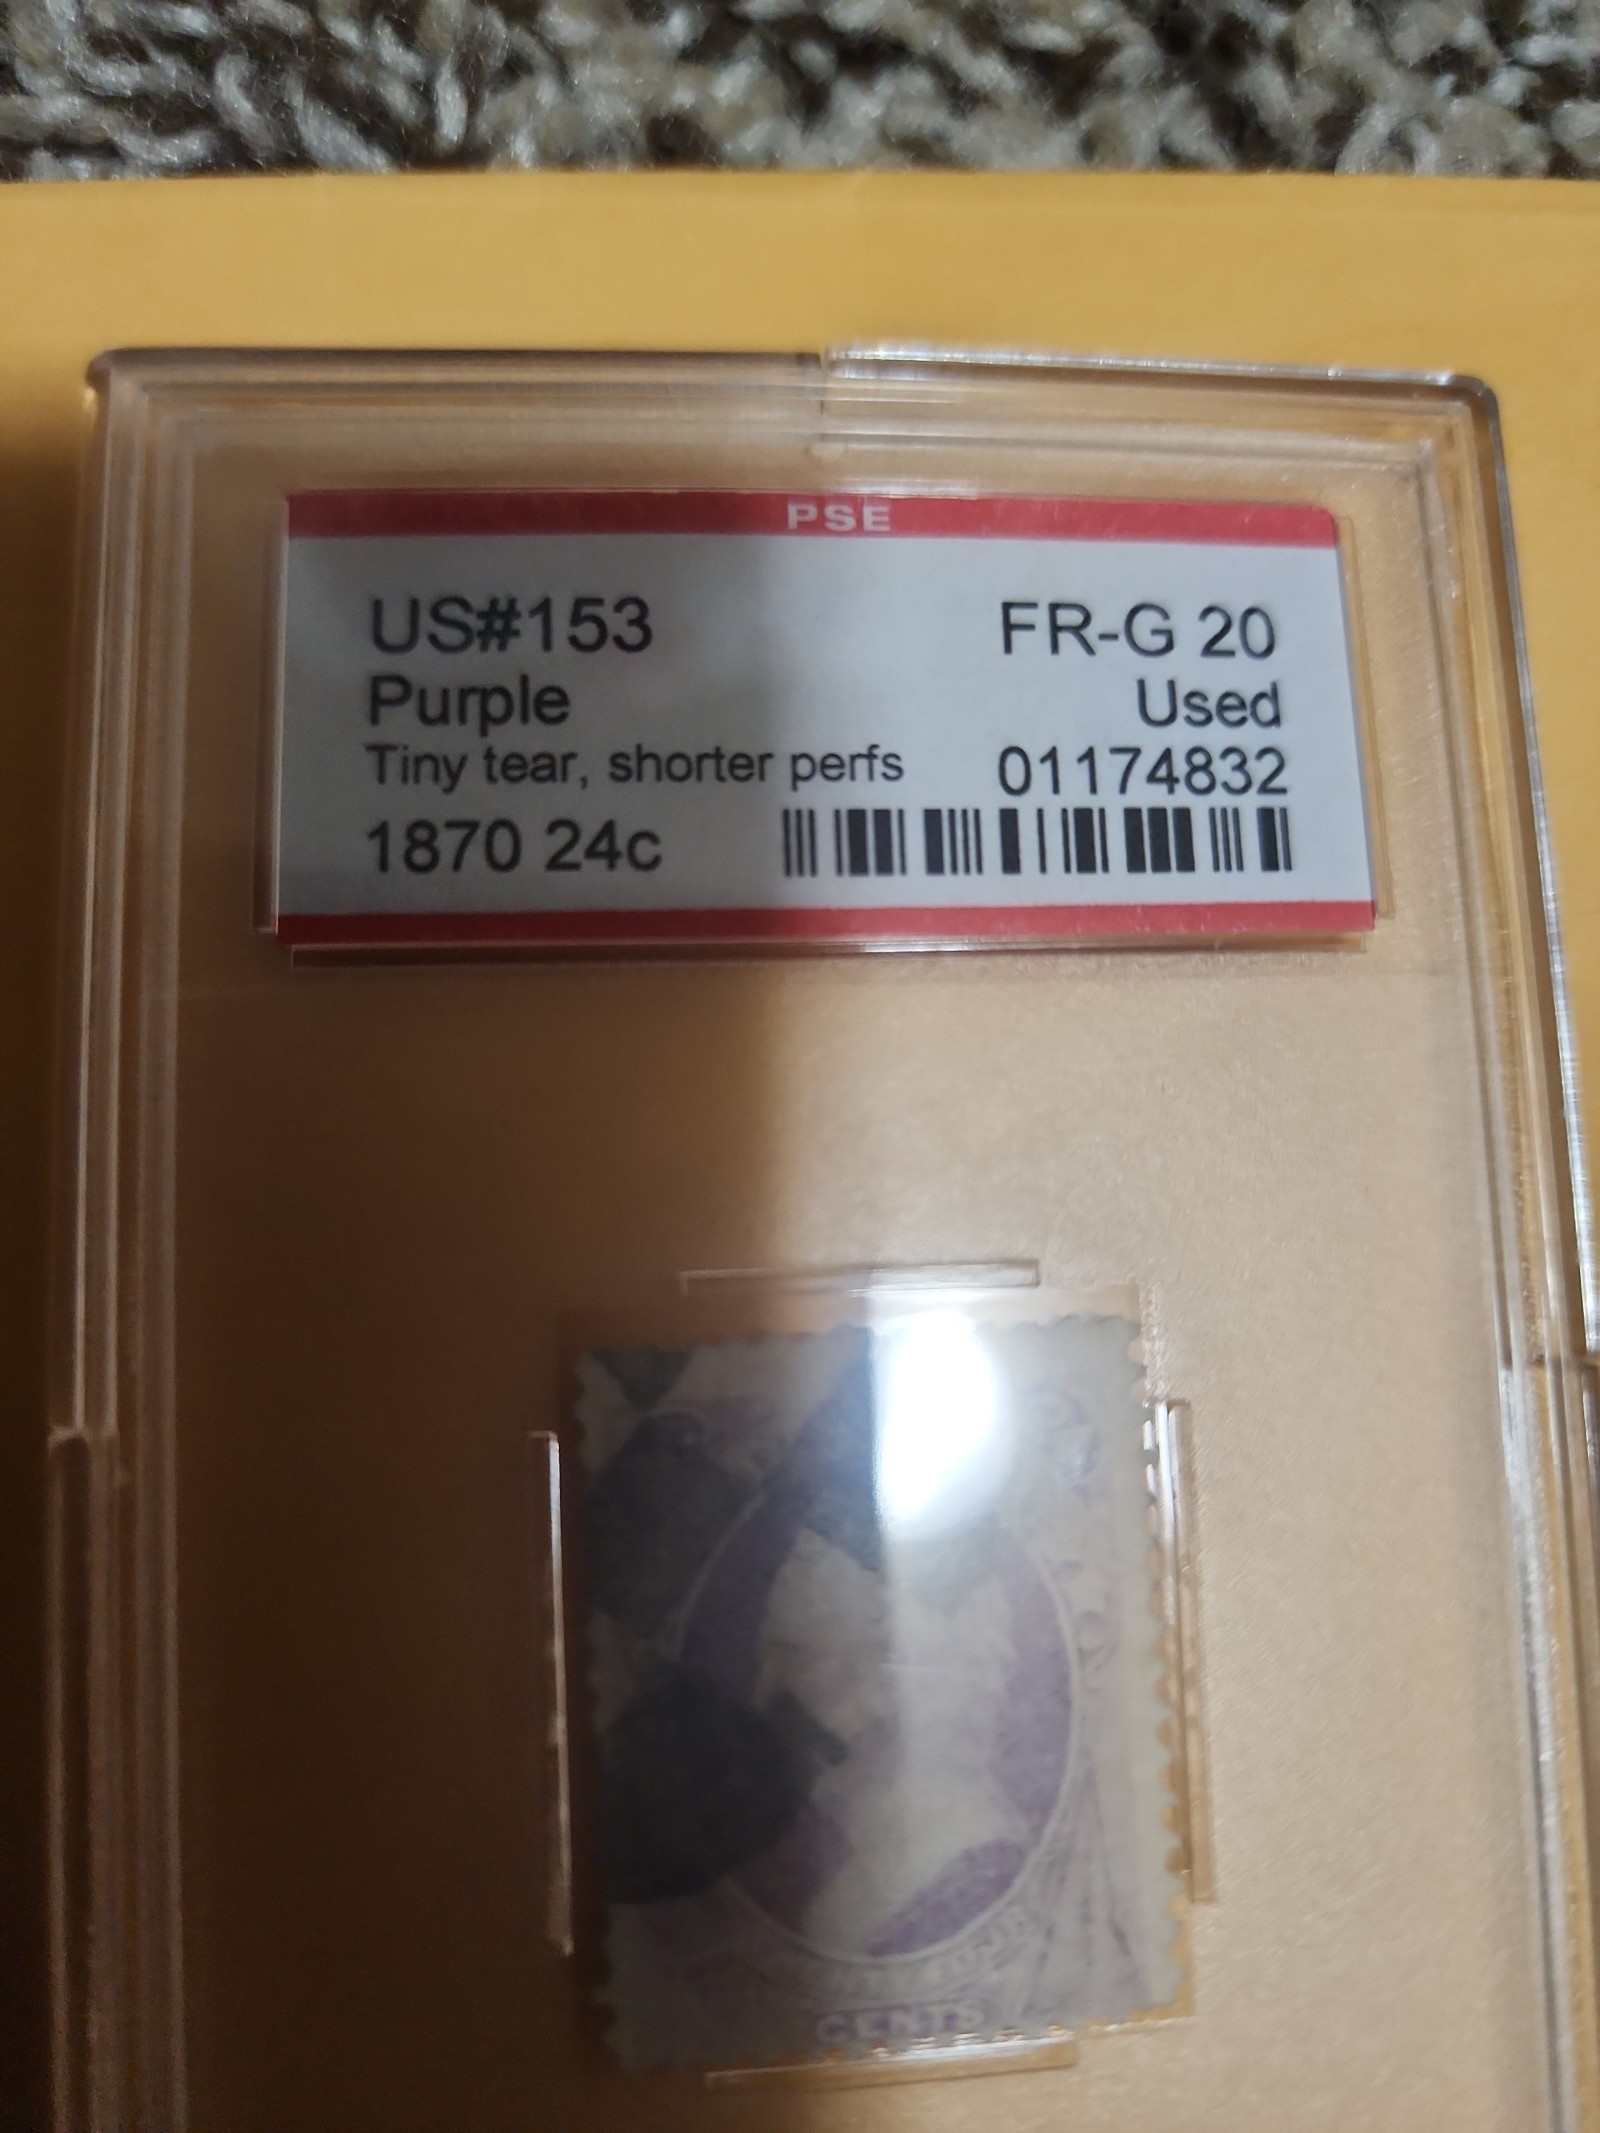 PSE
US#153 FR-G 20
Purple Used
Tiny tear, shorter perfs 01174832
1870 24c
CENTS